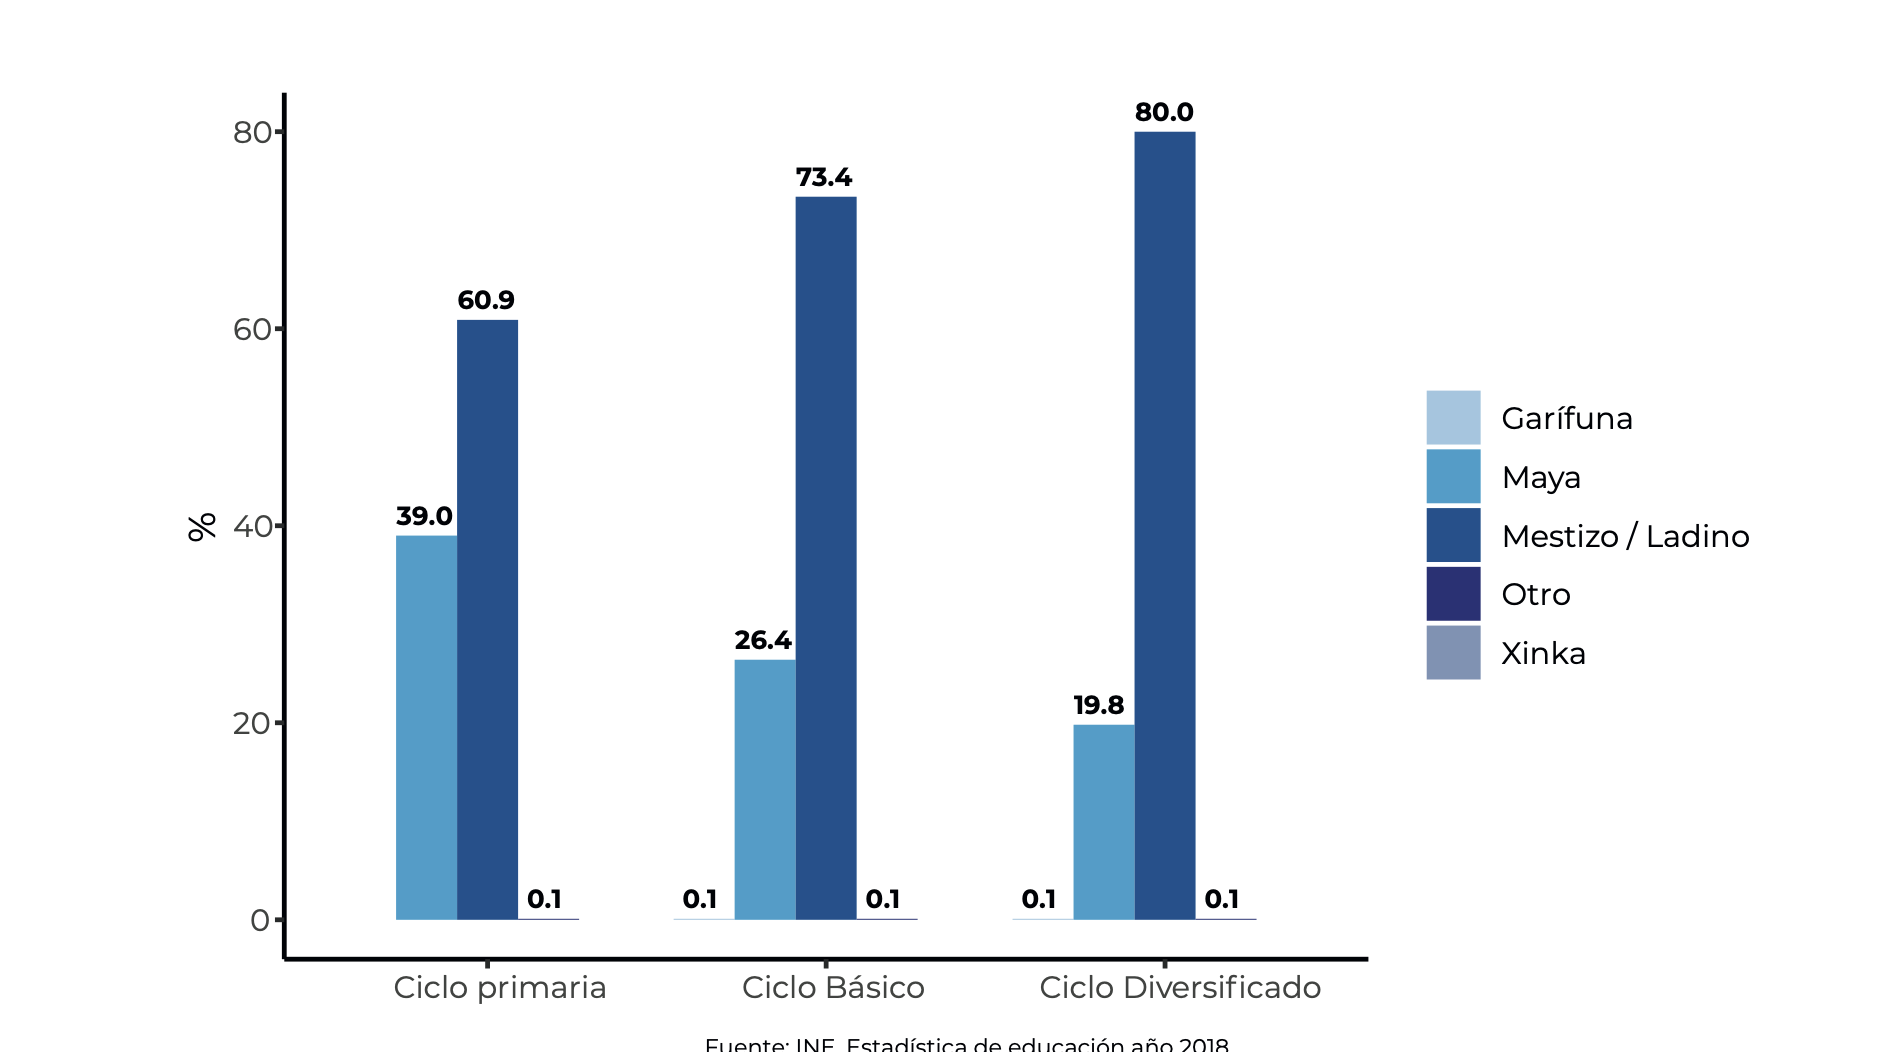 80.0
80
73.4
60.9
60
39.0
40
%
26.4
19.8
20
0.1
0.1
0.1
0.1
0.1
0
Ciclo primaria
Ciclo Básico
Ciclo Diversificado
Garífuna
Maya
Mestizo / Ladino
Otro
Xinka
Fuente: INE, Estadística de educación año 2018